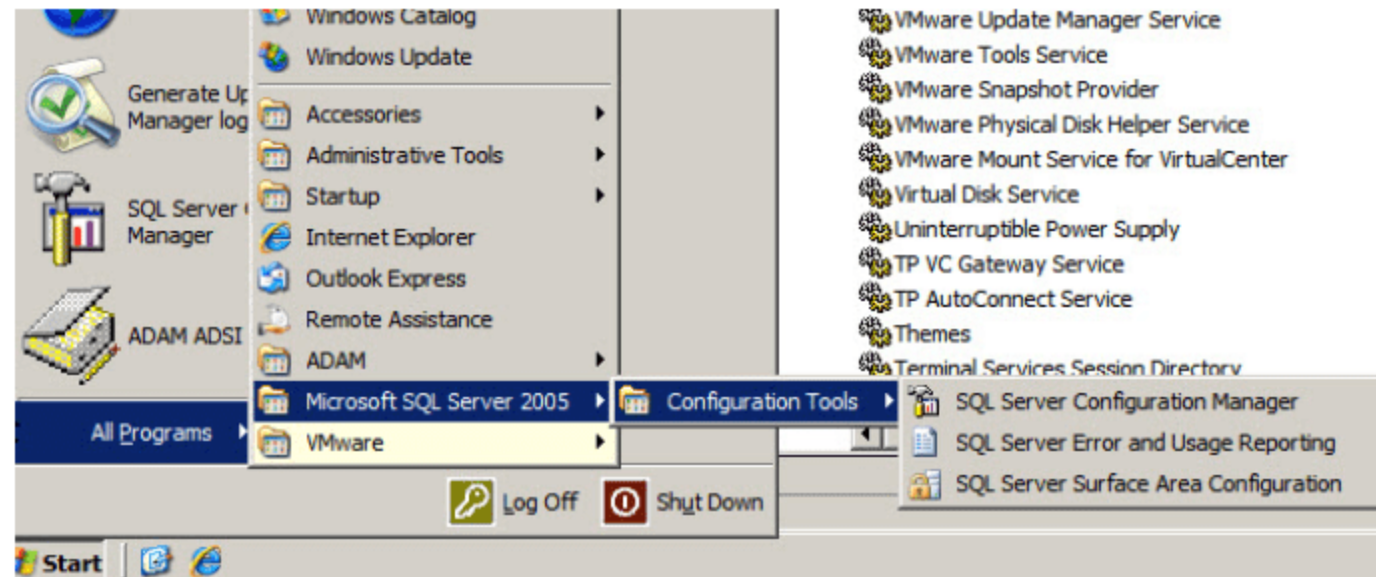 Windows Catalog
Windows Update
Generate Up
Manager log
SQL Server
Manager
ADAM ADSI
All Programs
Accessories
Administrative Tools
Startup
Internet Explorer
Outlook Express
Remote Assistance
ADAM
Microsoft SQL Server 2005
VMware
Configuration Tools
SQL Server Configuration Manager
SQL Server Error and Usage Reporting
SQL Server Surface Area Configuration
VMware Update Manager Service
VMware Tools Service
VMware Snapshot Provider
VMware Physical Disk Helper Service
VMware Mount Service for VirtualCenter
Virtual Disk Service
Uninterruptible Power Supply
TP VC Gateway Service
TP AutoConnect Service
Themes
Terminal Services Session Directory
Log Off
Shut Down
Start